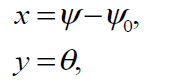 x = ψ − ψ₀,
y = θ,